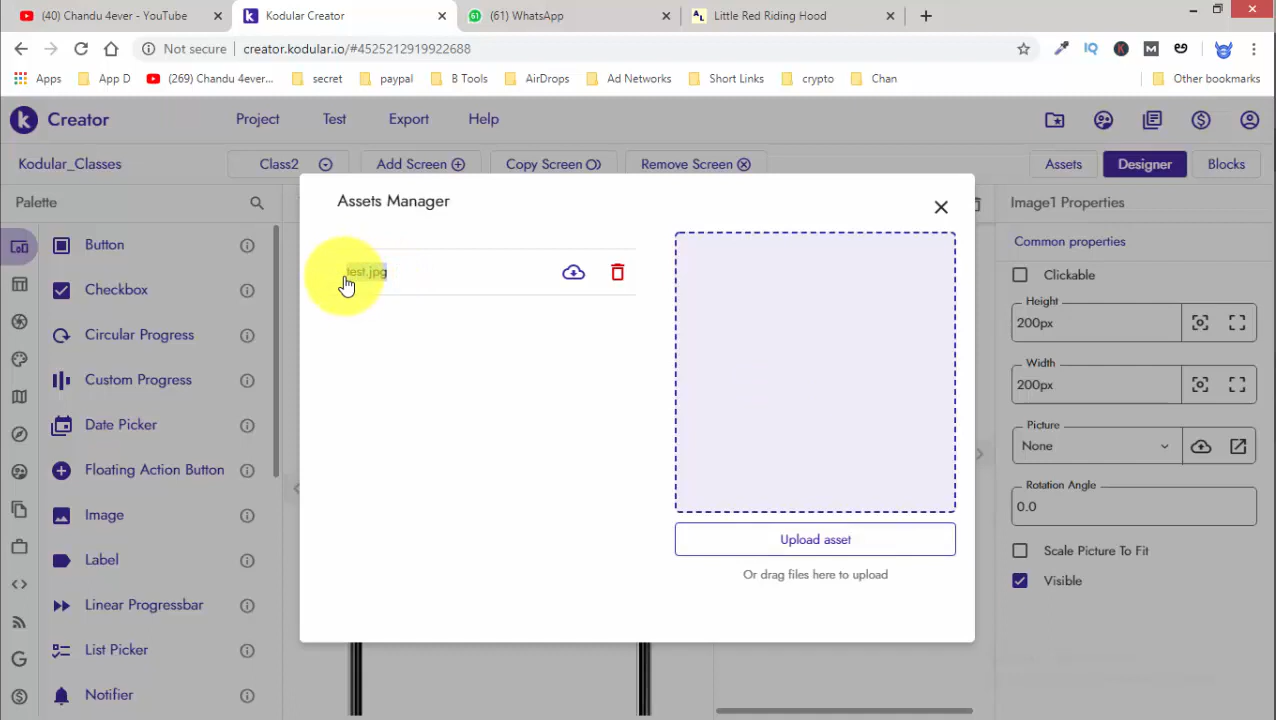 (40) Chandu 4ever - YouTube
Kodular Creator
(61) WhatsApp
Little Red Riding Hood
Not secure
creator.kodular.io/#4525212919922688
Apps
App D
(269) Chandu 4ever...
secret
paypal
B Tools
AirDrops
Ad Networks
Short Links
crypto
Chan
Other bookmarks
Creator
Project
Test
Export
Help
Kodular_Classes
Class2
Add Screen
Copy Screen
Remove Screen
Assets
Designer
Blocks
Palette
Button
Checkbox
Circular Progress
Custom Progress
Date Picker
Floating Action Button
Image
Label
Linear Progressbar
List Picker
Notifier
Assets Manager
test.jpg
Upload asset
Or drag files here to upload
Image1 Properties
Common properties
Clickable
Height
200px
Width
200px
Picture
None
Rotation Angle
0.0
Scale Picture To Fit
Visible